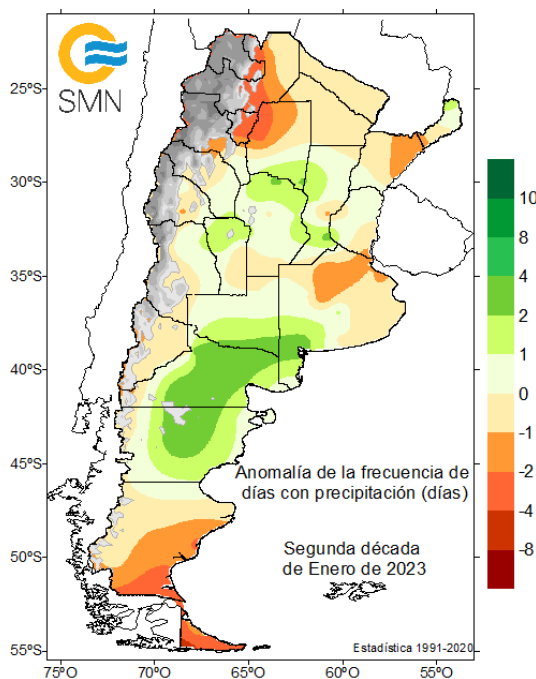 SMN
25ºS
30ºS
35ºS
40ºS
45ºS
50ºS
55ºS
10
8
4
2
1
0
-1
-2
-4
-8
Anomalía de la frecuencia de
días con precipitación (días)
Segunda década
de Enero de 2023
Estadística 1991-2020
75ºO
70ºO
65ºO
60ºO
55ºO